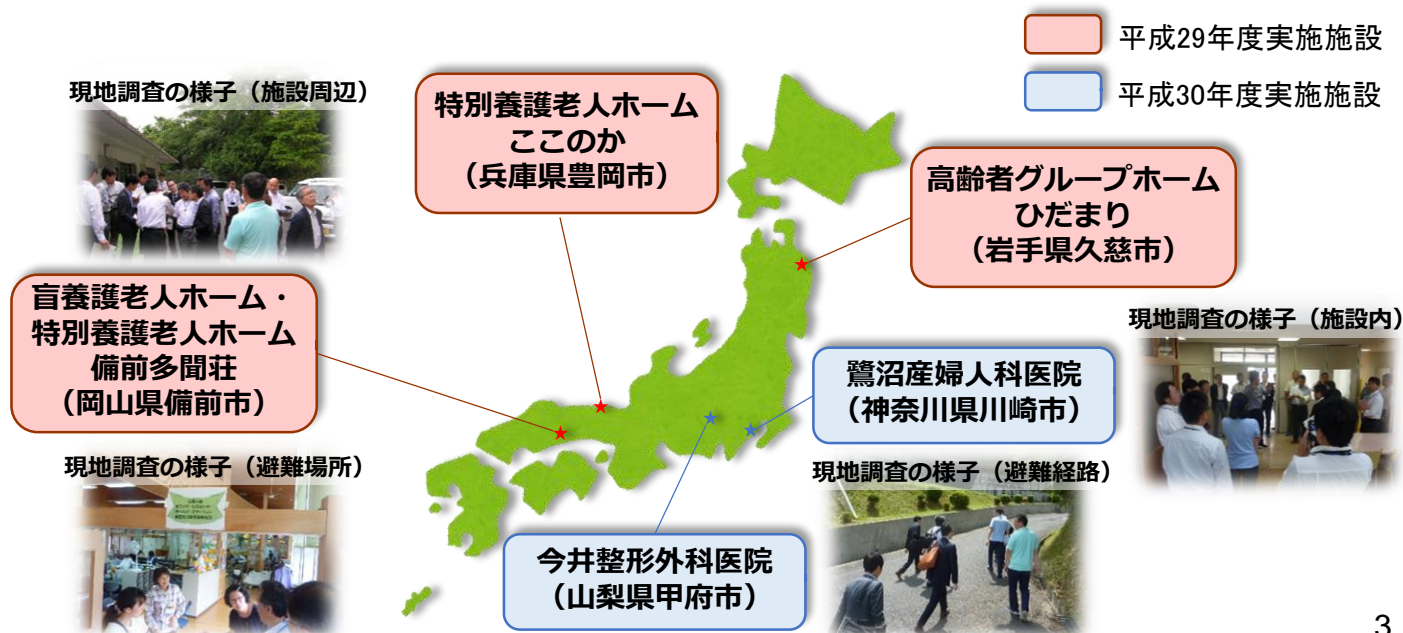 平成29年度実施施設
平成30年度実施施設
現地調査の様子（施設周辺）
特別養護老人ホーム
ここのか
（兵庫県豊岡市）
高齢者グループホーム
ひだまり
（岩手県久慈市）
盲養護老人ホーム・
特別養護老人ホーム
備前多聞荘
（岡山県備前市）
現地調査の様子（施設内）
鷺沼産婦人科医院
（神奈川県川崎市）
現地調査の様子（避難場所）
現地調査の様子（避難経路）
今井整形外科医院
（山梨県甲府市）
3